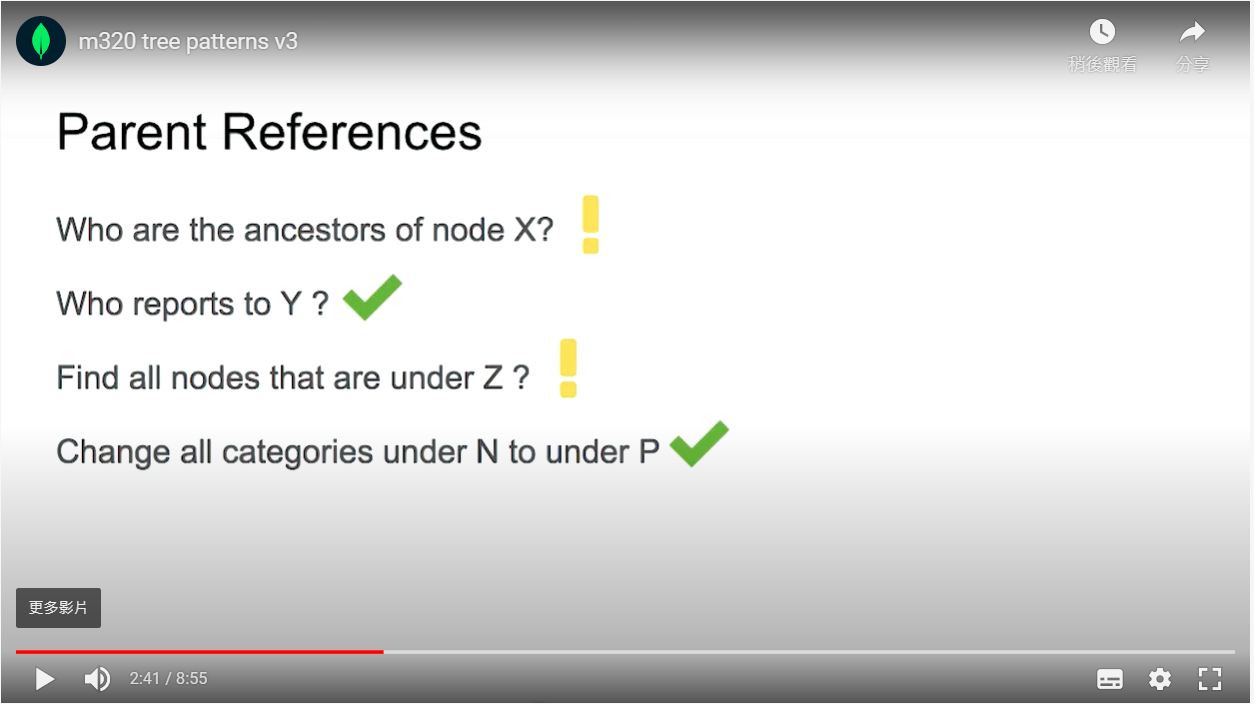 m320 tree patterns v3
稍後觀看
分享
Parent References
Who are the ancestors of node X?
Who reports to Y ?
Find all nodes that are under Z ?
Change all categories under N to under P
更多影片
2:41 / 8:55